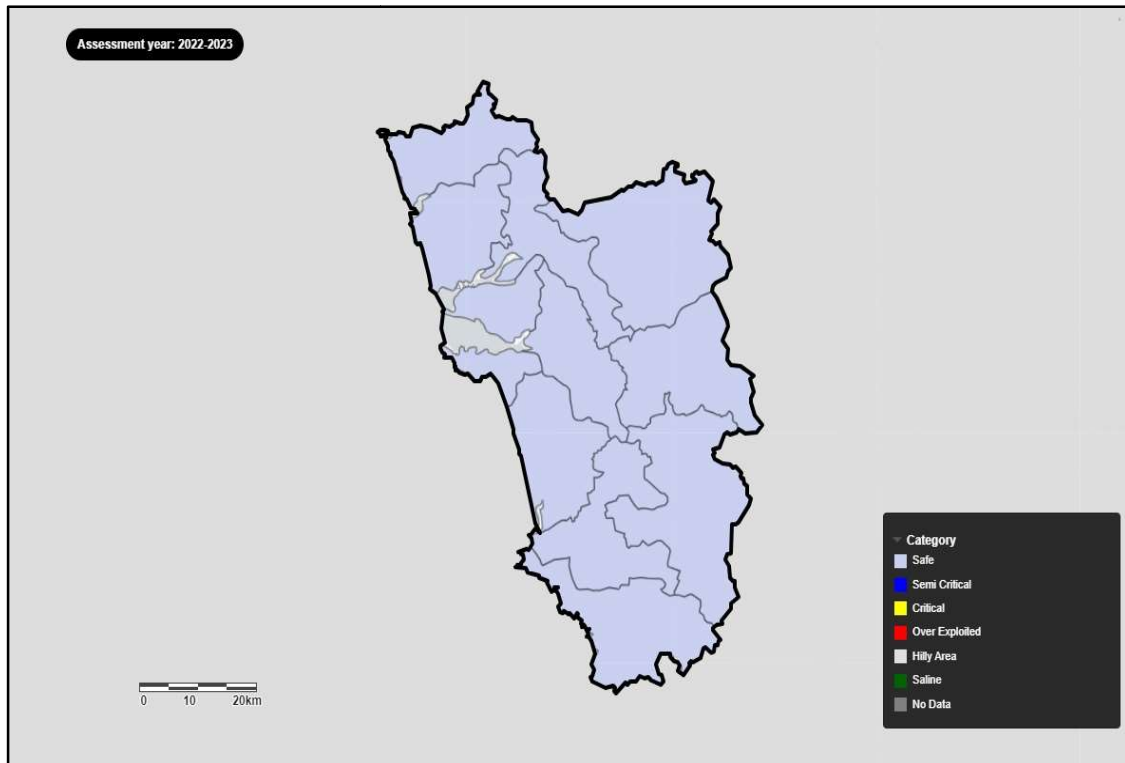 Assessment year: 2022-2023
Category
Safe
Semi Critical
Critical
Over Exploited
Hilly Area
Saline
No Data
0 10 20km